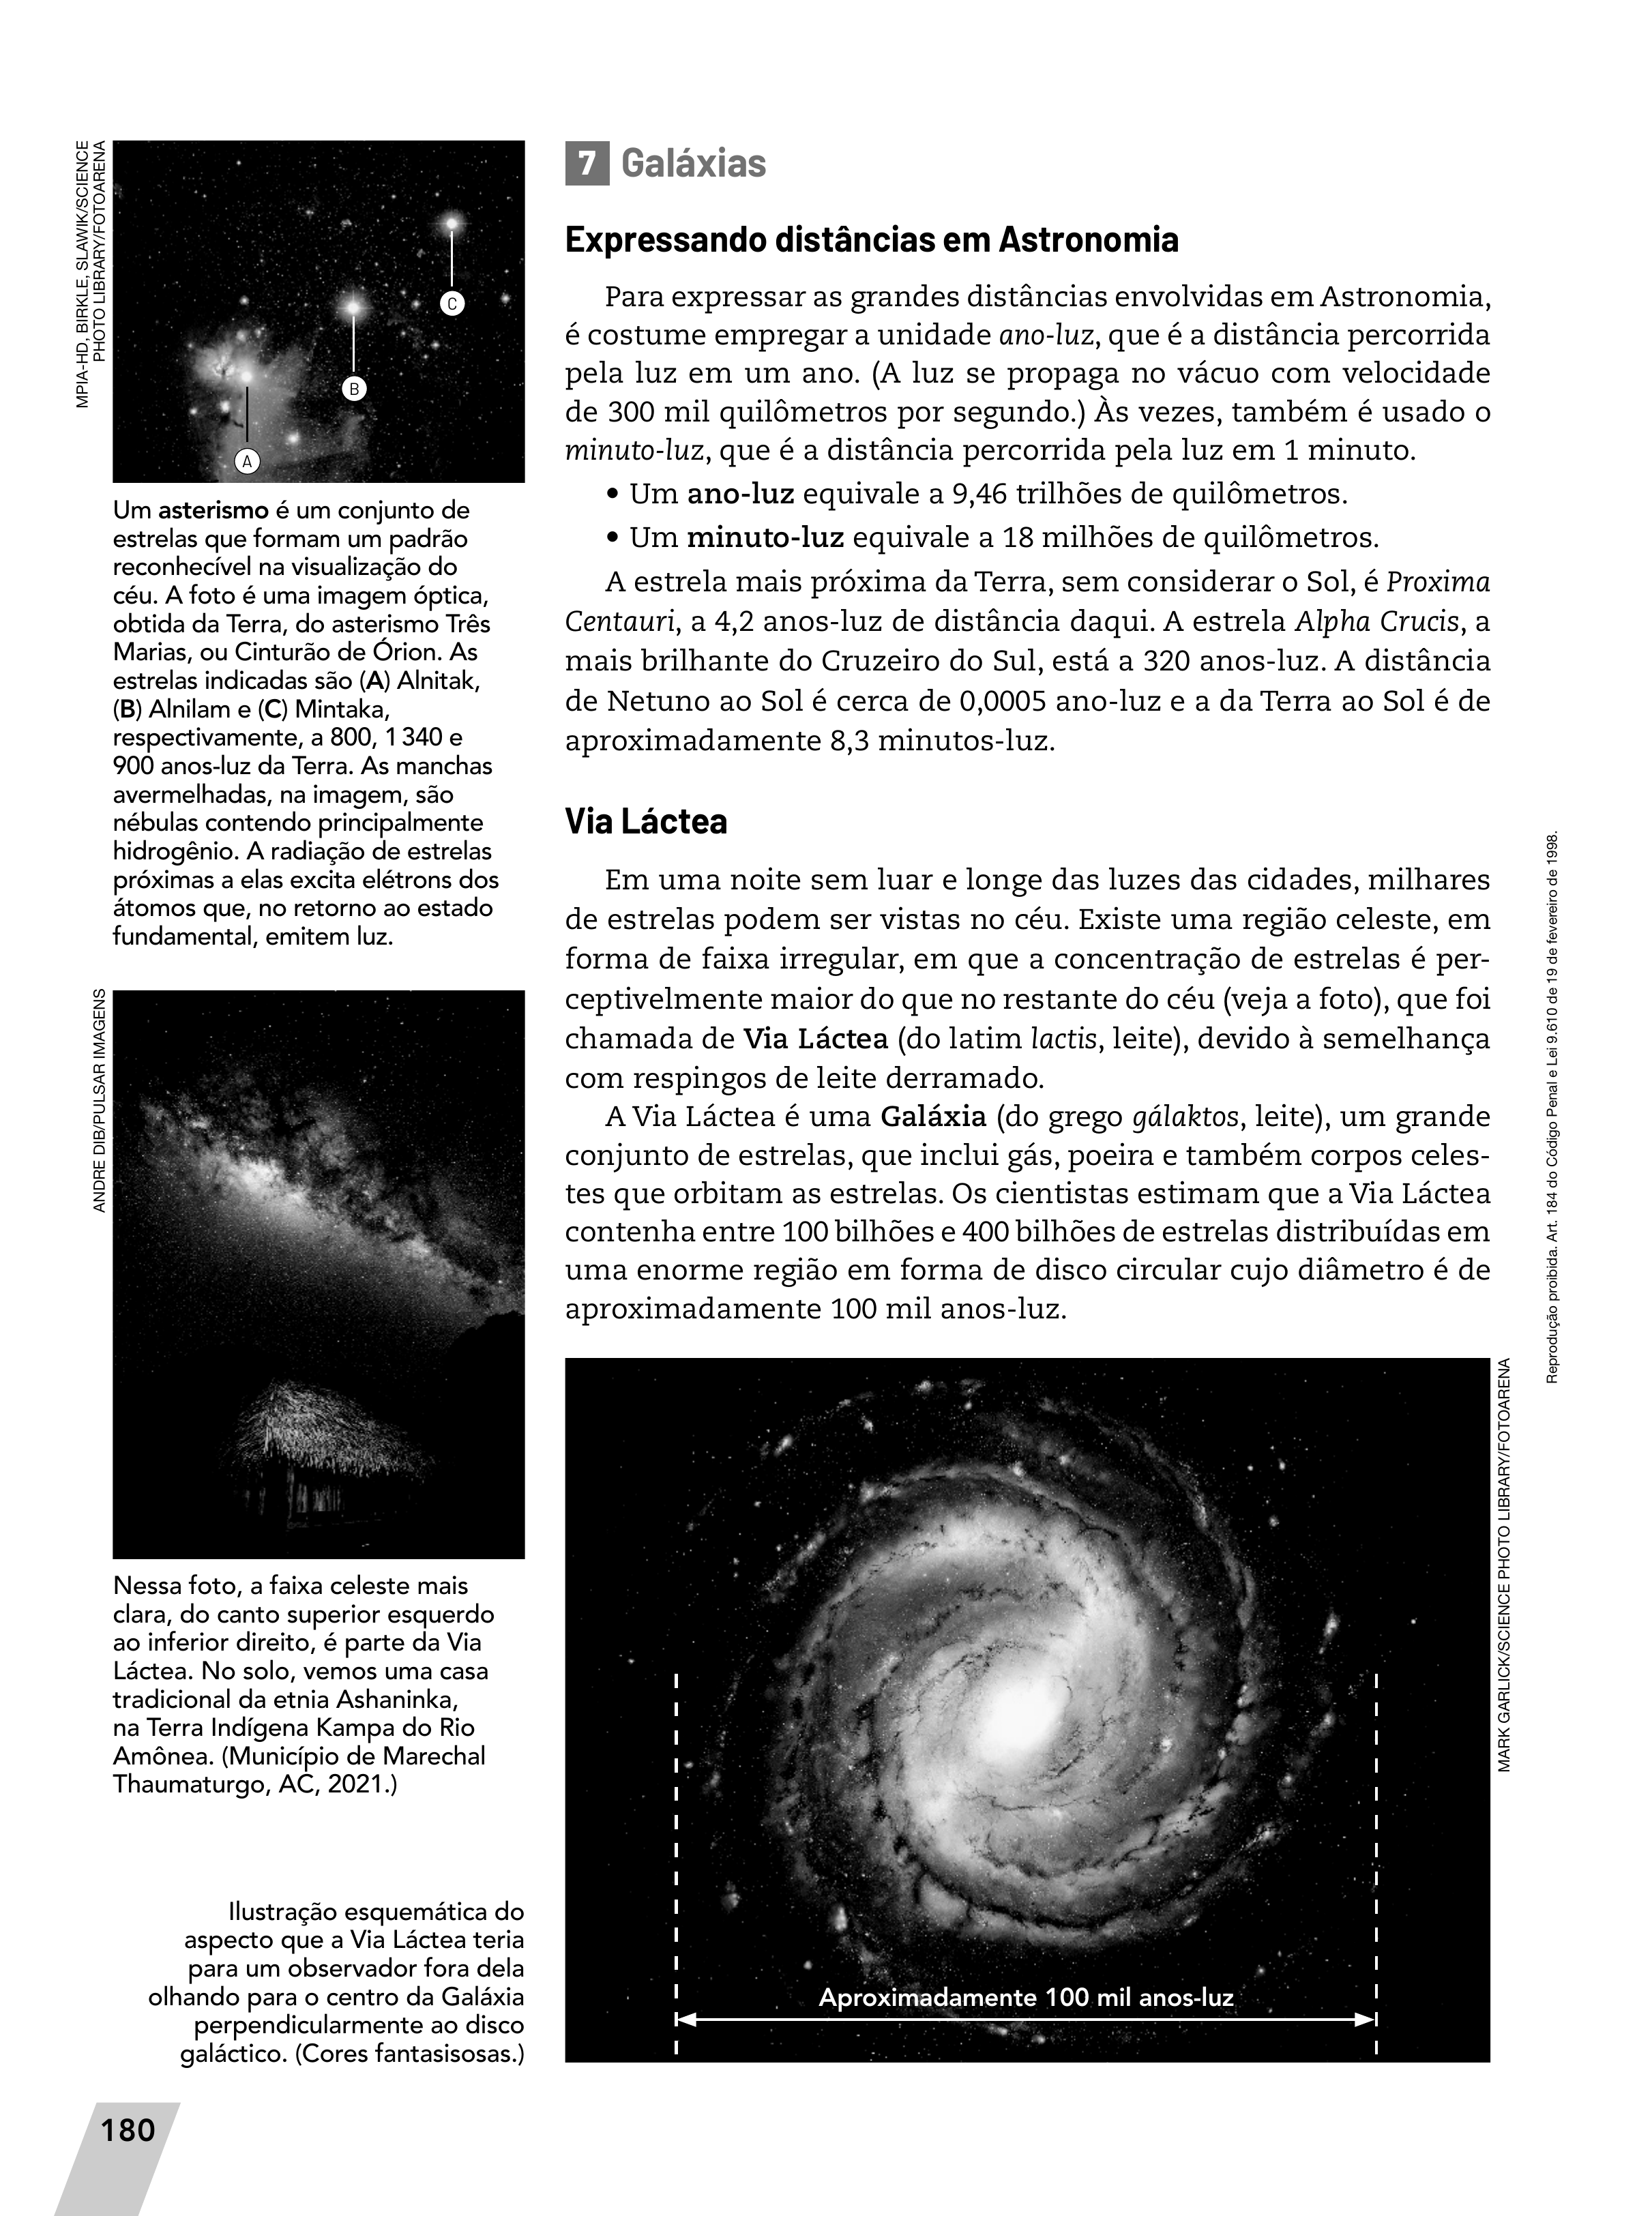 MPIA-HD, BIRKLE, SLAWIK/SCIENCE
PHOTO LIBRARY/FOTOARENA
C
B
A
Um asterismo é um conjunto de
estrelas que formam um padrão
reconhecível na visualização do
céu. A foto é uma imagem óptica,
obtida da Terra, do asterismo Três
Marias, ou Cinturão de Órion. As
estrelas indicadas são (A) Alnitak,
(B) Alnilam e (C) Mintaka,
respectivamente, a 800, 1 340 e
900 anos-luz da Terra. As manchas
avermelhadas, na imagem, são
nébulas contendo principalmente
hidrogênio. A radiação de estrelas
próximas a elas excita elétrons dos
átomos que, no retorno ao estado
fundamental, emitem luz.
ANDRE DIB/PULSAR IMAGENS
Nessa foto, a faixa celeste mais
clara, do canto superior esquerdo
ao inferior direito, é parte da Via
Láctea. No solo, vemos uma casa
tradicional da etnia Ashaninka,
na Terra Indígena Kampa do Rio
Amônea. (Município de Marechal
Thaumaturgo, AC, 2021.)
Ilustração esquemática do
aspecto que a Via Láctea teria
para um observador fora dela
olhando para o centro da Galáxia
perpendicularmente ao disco
galáctico. (Cores fantasisosas.)
7 Galáxias
Expressando distâncias em Astronomia
Para expressar as grandes distâncias envolvidas em Astronomia,
é costume empregar a unidade ano-luz, que é a distância percorrida
pela luz em um ano. (A luz se propaga no vácuo com velocidade
de 300 mil quilômetros por segundo.) Às vezes, também é usado o
minuto-luz, que é a distância percorrida pela luz em 1 minuto.
• Um ano-luz equivale a 9,46 trilhões de quilômetros.
• Um minuto-luz equivale a 18 milhões de quilômetros.
A estrela mais próxima da Terra, sem considerar o Sol, é Proxima
Centauri, a 4,2 anos-luz de distância daqui. A estrela Alpha Crucis, a
mais brilhante do Cruzeiro do Sul, está a 320 anos-luz. A distância
de Netuno ao Sol é cerca de 0,0005 ano-luz e a da Terra ao Sol é de
aproximadamente 8,3 minutos-luz.
Via Láctea
Em uma noite sem luar e longe das luzes das cidades, milhares
de estrelas podem ser vistas no céu. Existe uma região celeste, em
forma de faixa irregular, em que a concentração de estrelas é per-
ceptivelmente maior do que no restante do céu (veja a foto), que foi
chamada de Via Láctea (do latim lactis, leite), devido à semelhança
com respingos de leite derramado.
A Via Láctea é uma Galáxia (do grego gálaktos, leite), um grande
conjunto de estrelas, que inclui gás, poeira e também corpos celes-
tes que orbitam as estrelas. Os cientistas estimam que a Via Láctea
contenha entre 100 bilhões e 400 bilhões de estrelas distribuídas em
uma enorme região em forma de disco circular cujo diâmetro é de
aproximadamente 100 mil anos-luz.
Aproximadamente 100 mil anos-luz
MARK GARLICK/SCIENCE PHOTO LIBRARY/FOTOARENA
Reprodução proibida. Art. 184 do Código Penal e Lei 9.610 de 19 de fevereiro de 1998.
180